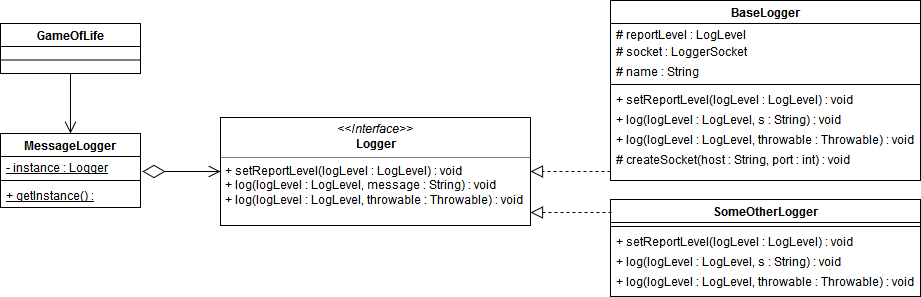 GameOfLife
MessageLogger
- instance : Logger
+ getInstance() :
<<Interface>>
Logger
+ setReportLevel(logLevel : LogLevel) : void
+ log(logLevel : LogLevel, message : String) : void
+ log(logLevel : LogLevel, throwable : Throwable) : void
BaseLogger
# reportLevel : LogLevel
# socket : LoggerSocket
# name : String
+ setReportLevel(logLevel : LogLevel) : void
+ log(logLevel : LogLevel, s : String) : void
+ log(logLevel : LogLevel, throwable : Throwable) : void
# createSocket(host : String, port : int) : void
SomeOtherLogger
+ setReportLevel(logLevel : LogLevel) : void
+ log(logLevel : LogLevel, s : String) : void
+ log(logLevel : LogLevel, throwable : Throwable) : void